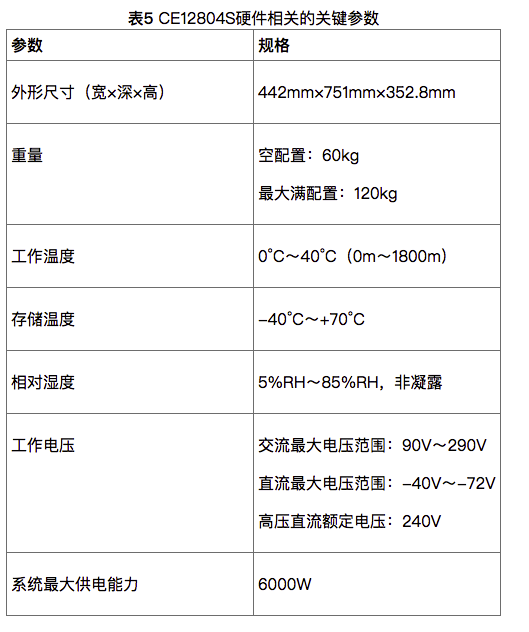 表5 CE12804S硬件相关的关键参数
参数 规格
外形尺寸（宽×深×高） 442mm×751mm×352.8mm
重量 空配置：60kg
最大满配置：120kg
工作温度 0°C～40°C（0m～1800m）
存储温度 -40°C～+70°C
相对湿度 5%RH～85%RH，非凝露
工作电压 交流最大电压范围：90V～290V
直流最大电压范围：-40V～-72V
高压直流额定电压：240V
系统最大供电能力 6000W